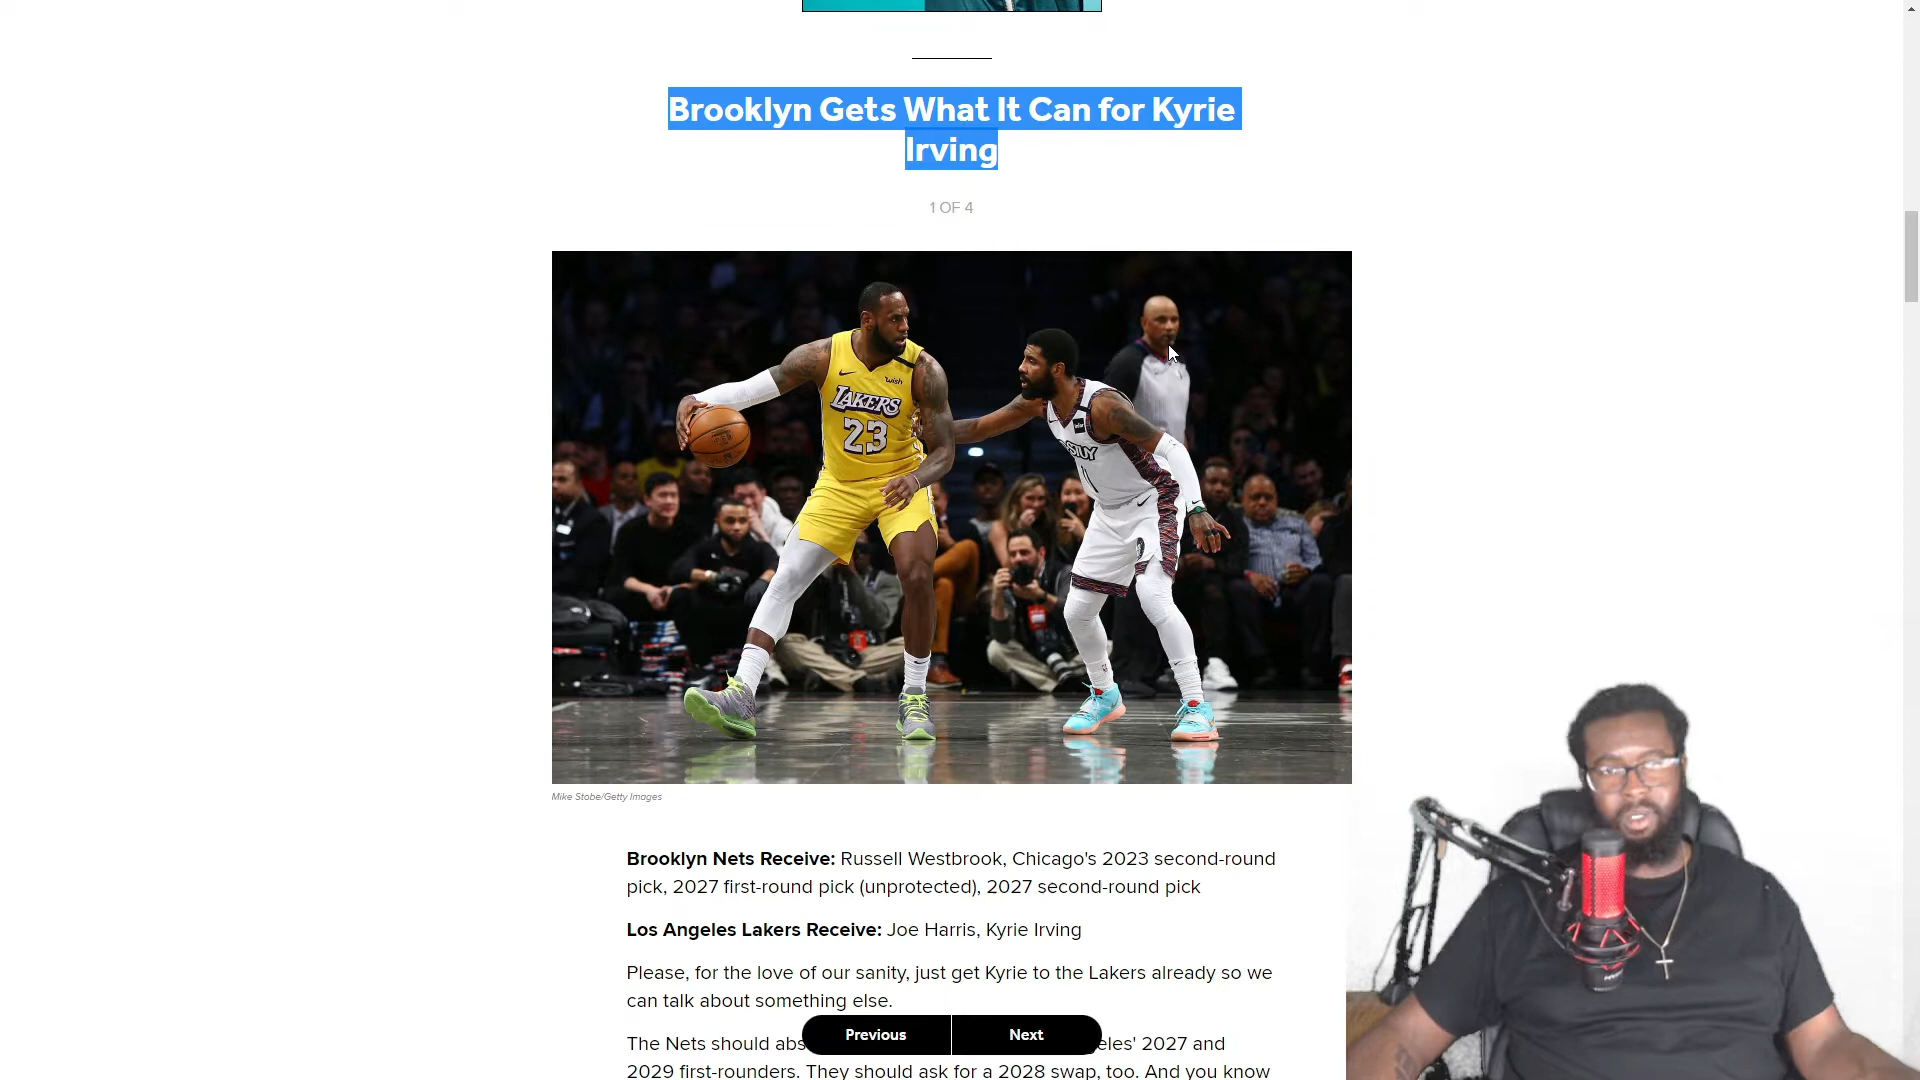 Brooklyn Gets What It Can for Kyrie
Irving
1 OF 4
wish
LAKERS
23
Mike Stobe/Getty Images
Brooklyn Nets Receive: Russell Westbrook, Chicago's 2023 second-round
pick, 2027 first-round pick (unprotected), 2027 second-round pick
Los Angeles Lakers Receive: Joe Harris, Kyrie Irving
Please, for the love of our sanity, just get Kyrie to the Lakers already so we
can talk about something else.
Previous
Next
The Nets should abs eles' 2027 and
2029 first-rounders. They should ask for a 2028 swap, too. And you know